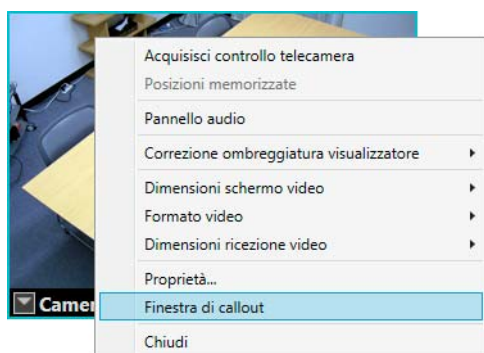 Acquisisci controllo telecamera
Posizioni memorizzate
Pannello audio
Correzione ombreggiatura visualizzatore
Dimensioni schermo video
Formato video
Dimensioni ricezione video
Proprietà...
Finestra di callout
Chiudi
Camer